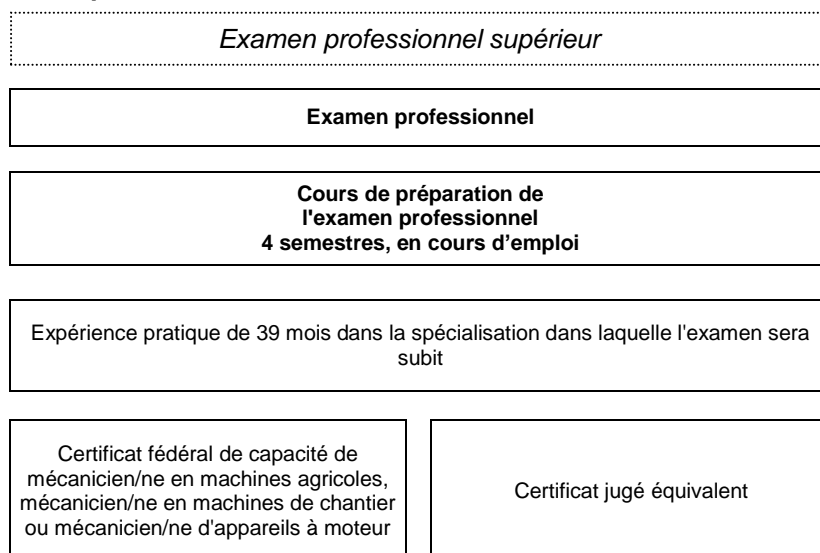 Examen professionnel supérieur
Examen professionnel
Cours de préparation de
l'examen professionnel
4 semestres, en cours d’emploi
Expérience pratique de 39 mois dans la spécialisation dans laquelle l'examen sera
subit
Certificat fédéral de capacité de
mécanicien/ne en machines agricoles,
mécanicien/ne en machines de chantier
ou mécanicien/ne d'appareils à moteur
Certificat jugé équivalent